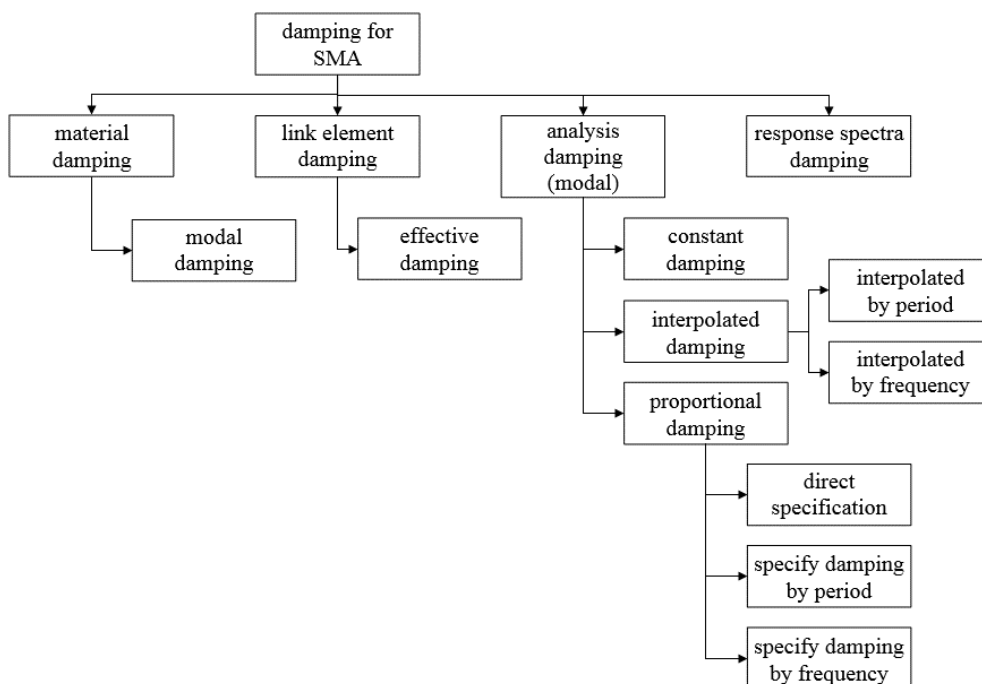 damping for
SMA
material
damping
link element
damping
analysis
damping
(modal)
response spectra
damping
modal
damping
effective
damping
constant
damping
interpolated
damping
interpolated
by period
interpolated
by frequency
proportional
damping
direct
specification
specify damping
by period
specify damping
by frequency